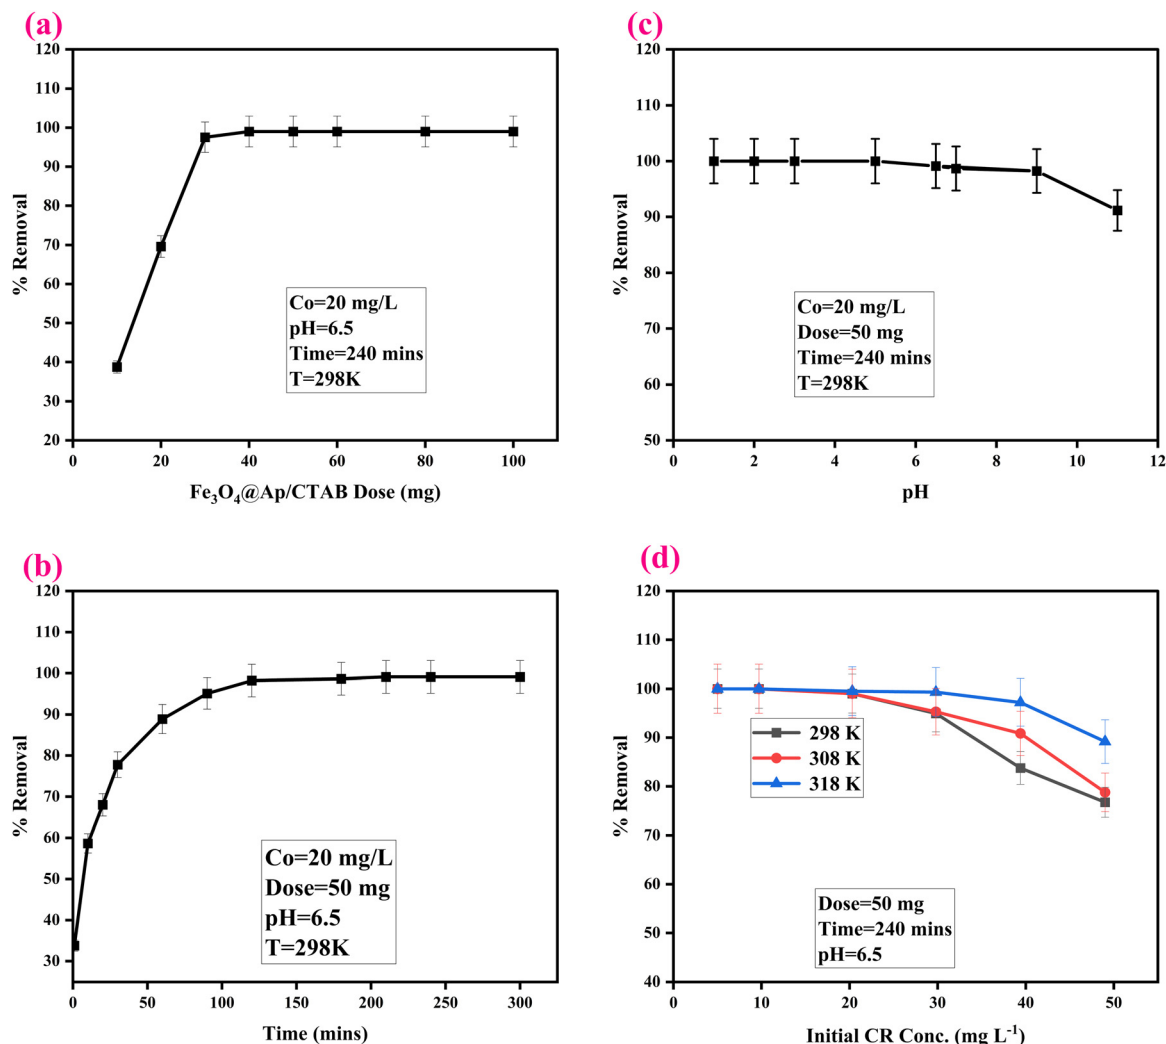 (a)
120
110
100
90
80
70
60
50
40
30
20
% Removal
Co=20 mg/L
pH=6.5
Time=240 mins
T=298K
0 20 40 60 80 100
Fe₃O₄@Ap/CTAB Dose (mg)
(c)
120
110
100
90
80
70
60
50
% Removal
Co=20 mg/L
Dose=50 mg
Time=240 mins
T=298K
0 2 4 6 8 10 12
pH
(b)
120
110
100
90
80
70
60
50
40
30
% Removal
Co=20 mg/L
Dose=50 mg
pH=6.5
T=298K
0 50 100 150 200 250 300
Time (mins)
(d)
120
110
100
90
80
70
60
50
40
% Removal
298 K
308 K
318 K
Dose=50 mg
Time=240 mins
pH=6.5
0 10 20 30 40 50
Initial CR Conc. (mg L⁻¹)